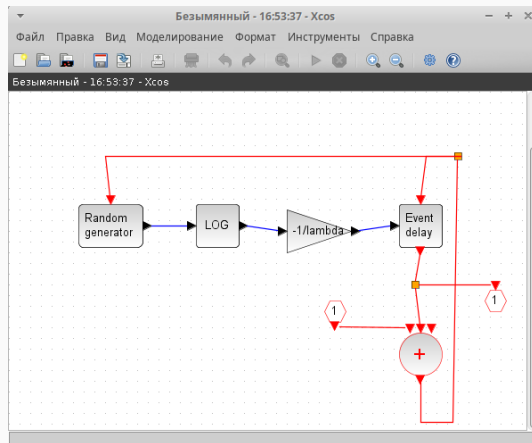 Безымянный - 16:53:37 - Xcos
Файл Правка Вид Моделирование Формат Инструменты Справка
Безымянный - 16:53:37 - Xcos
Random
generator
LOG
-1/lambda
Event
delay
1
1
+